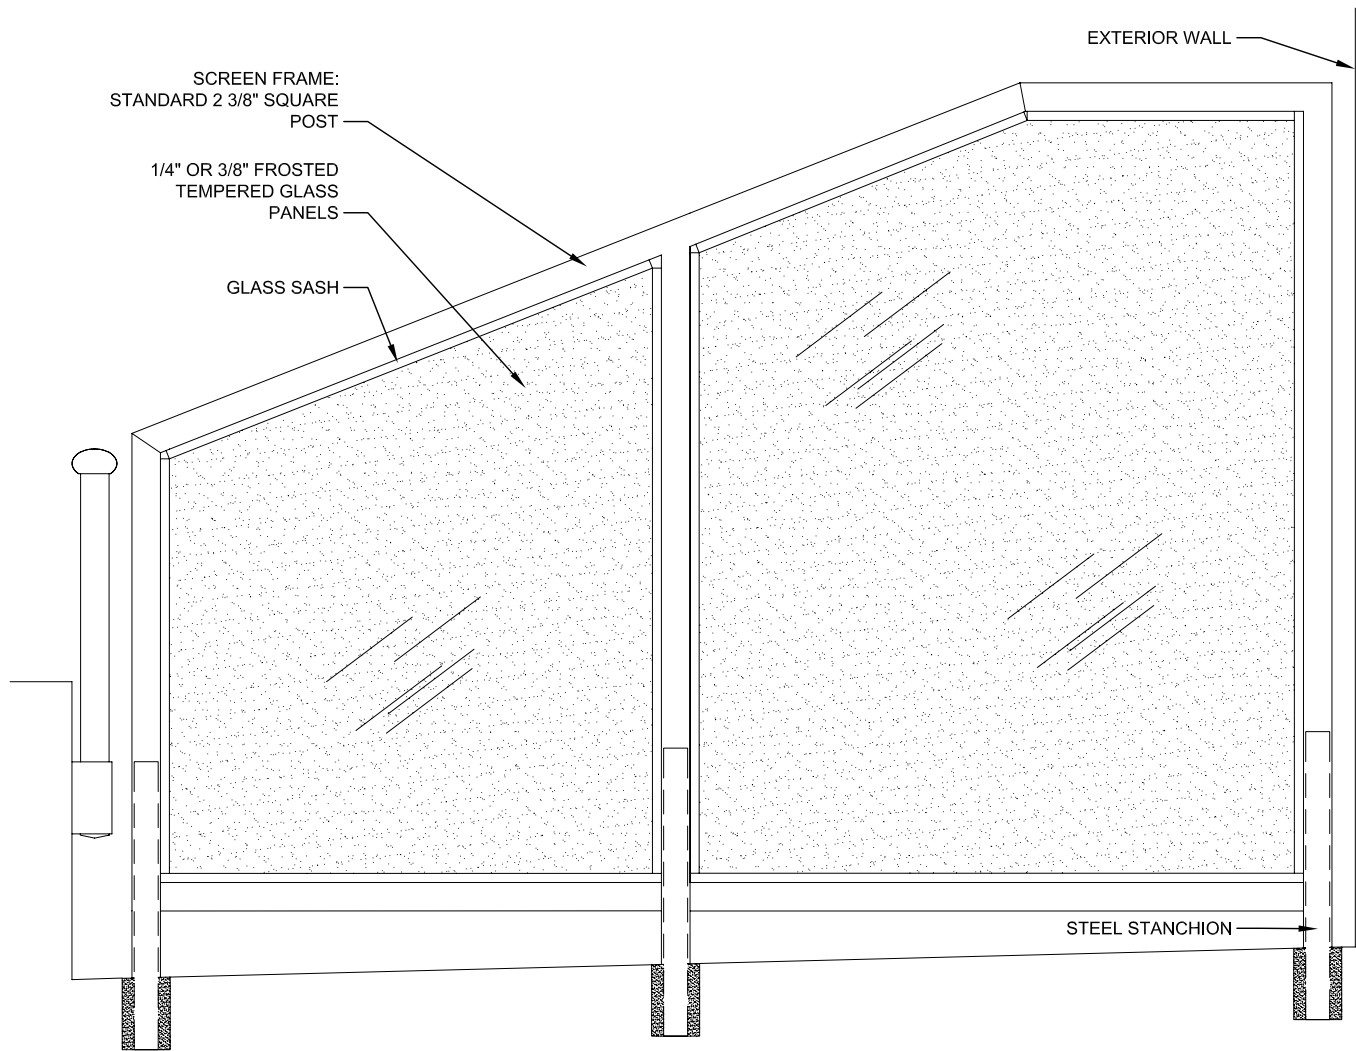 EXTERIOR WALL
SCREEN FRAME:
STANDARD 2 3/8" SQUARE
POST
1/4" OR 3/8" FROSTED
TEMPERED GLASS
PANELS
GLASS SASH
STEEL STANCHION